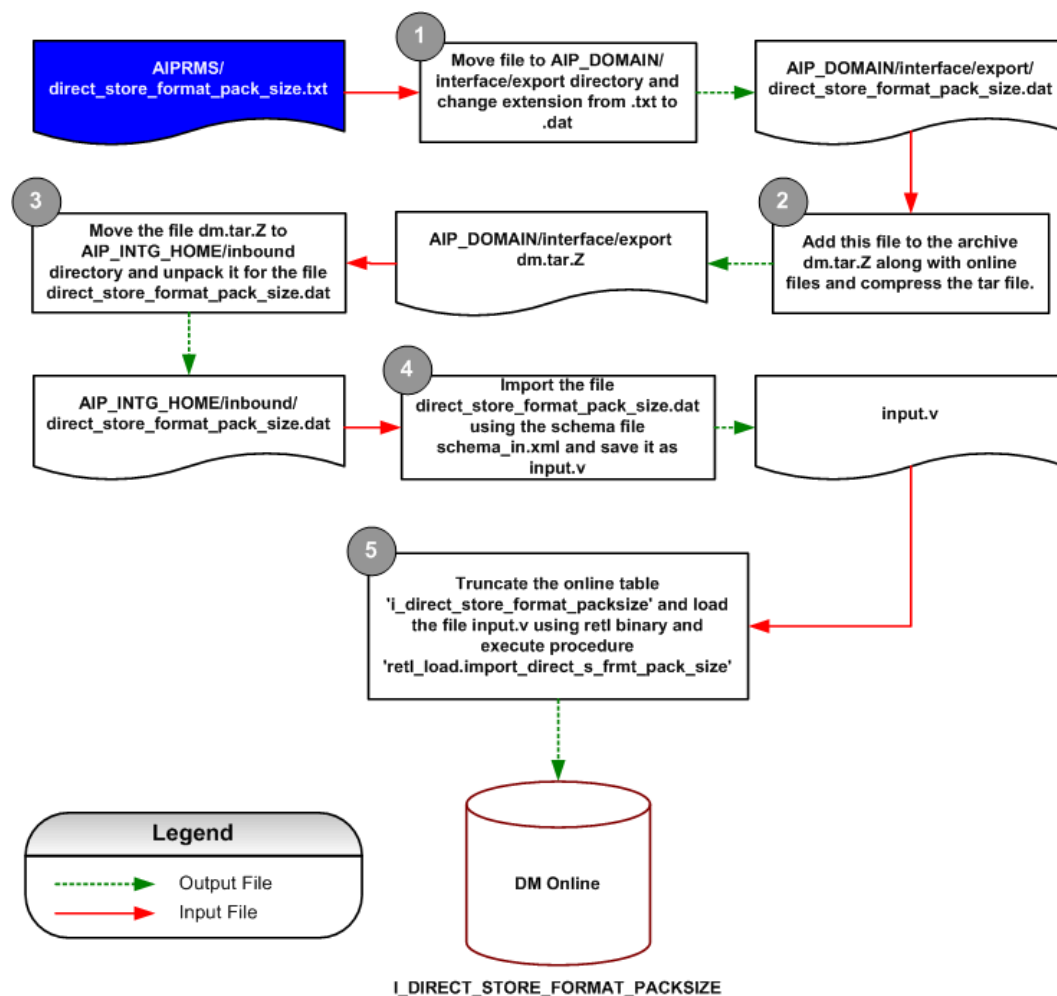 1
AIPRMS/
direct_store_format_pack_size.txt
Move file to AIP_DOMAIN/
interface/export directory and
change extension from .txt to
.dat
AIP_DOMAIN/interface/export/
direct_store_format_pack_size.dat
2
Add this file to the archive
dm.tar.Z along with online
files and compress the tar file.
AIP_DOMAIN/interface/export
dm.tar.Z
3
Move the file dm.tar.Z to
AIP_INTG_HOME/inbound
directory and unpack it for the file
direct_store_format_pack_size.dat
AIP_INTG_HOME/inbound/
direct_store_format_pack_size.dat
4
Import the file
direct_store_format_pack_size.dat
using the schema file
schema_in.xml and save it as
input.v
input.v
5
Truncate the online table
'i_direct_store_format_packsize' and load
the file input.v using retl binary and
execute procedure
'retl_load.import_direct_s_frmt_pack_size'
DM Online
I_DIRECT_STORE_FORMAT_PACKSIZE
Legend
Output File
Input File